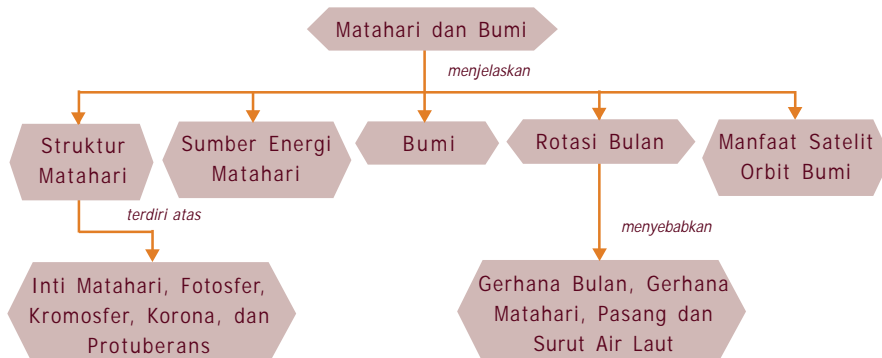 Matahari dan Bumi
menjelaskan
Struktur
Matahari
Sumber Energi
Matahari
Bumi
Rotasi Bulan
Manfaat Satelit
Orbit Bumi
terdiri atas
menyebabkan
Inti Matahari, Fotosfer,
Kromosfer, Korona, dan
Protuberans
Gerhana Bulan, Gerhana
Matahari, Pasang dan
Surut Air Laut